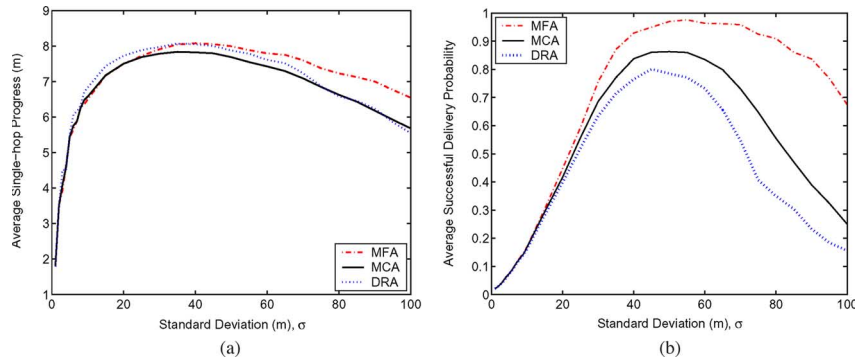 9
8
7
6
5
4
3
2
1
Average Single-hop Progress (m)
MFA
MCA
DRA
0 20 40 60 80 100
Standard Deviation (m), σ
(a)
1
0.9
0.8
0.7
0.6
0.5
0.4
0.3
0.2
0.1
0
Average Successful Delivery Probability
MFA
MCA
DRA
0 20 40 60 80 100
Standard Deviation (m), σ
(b)